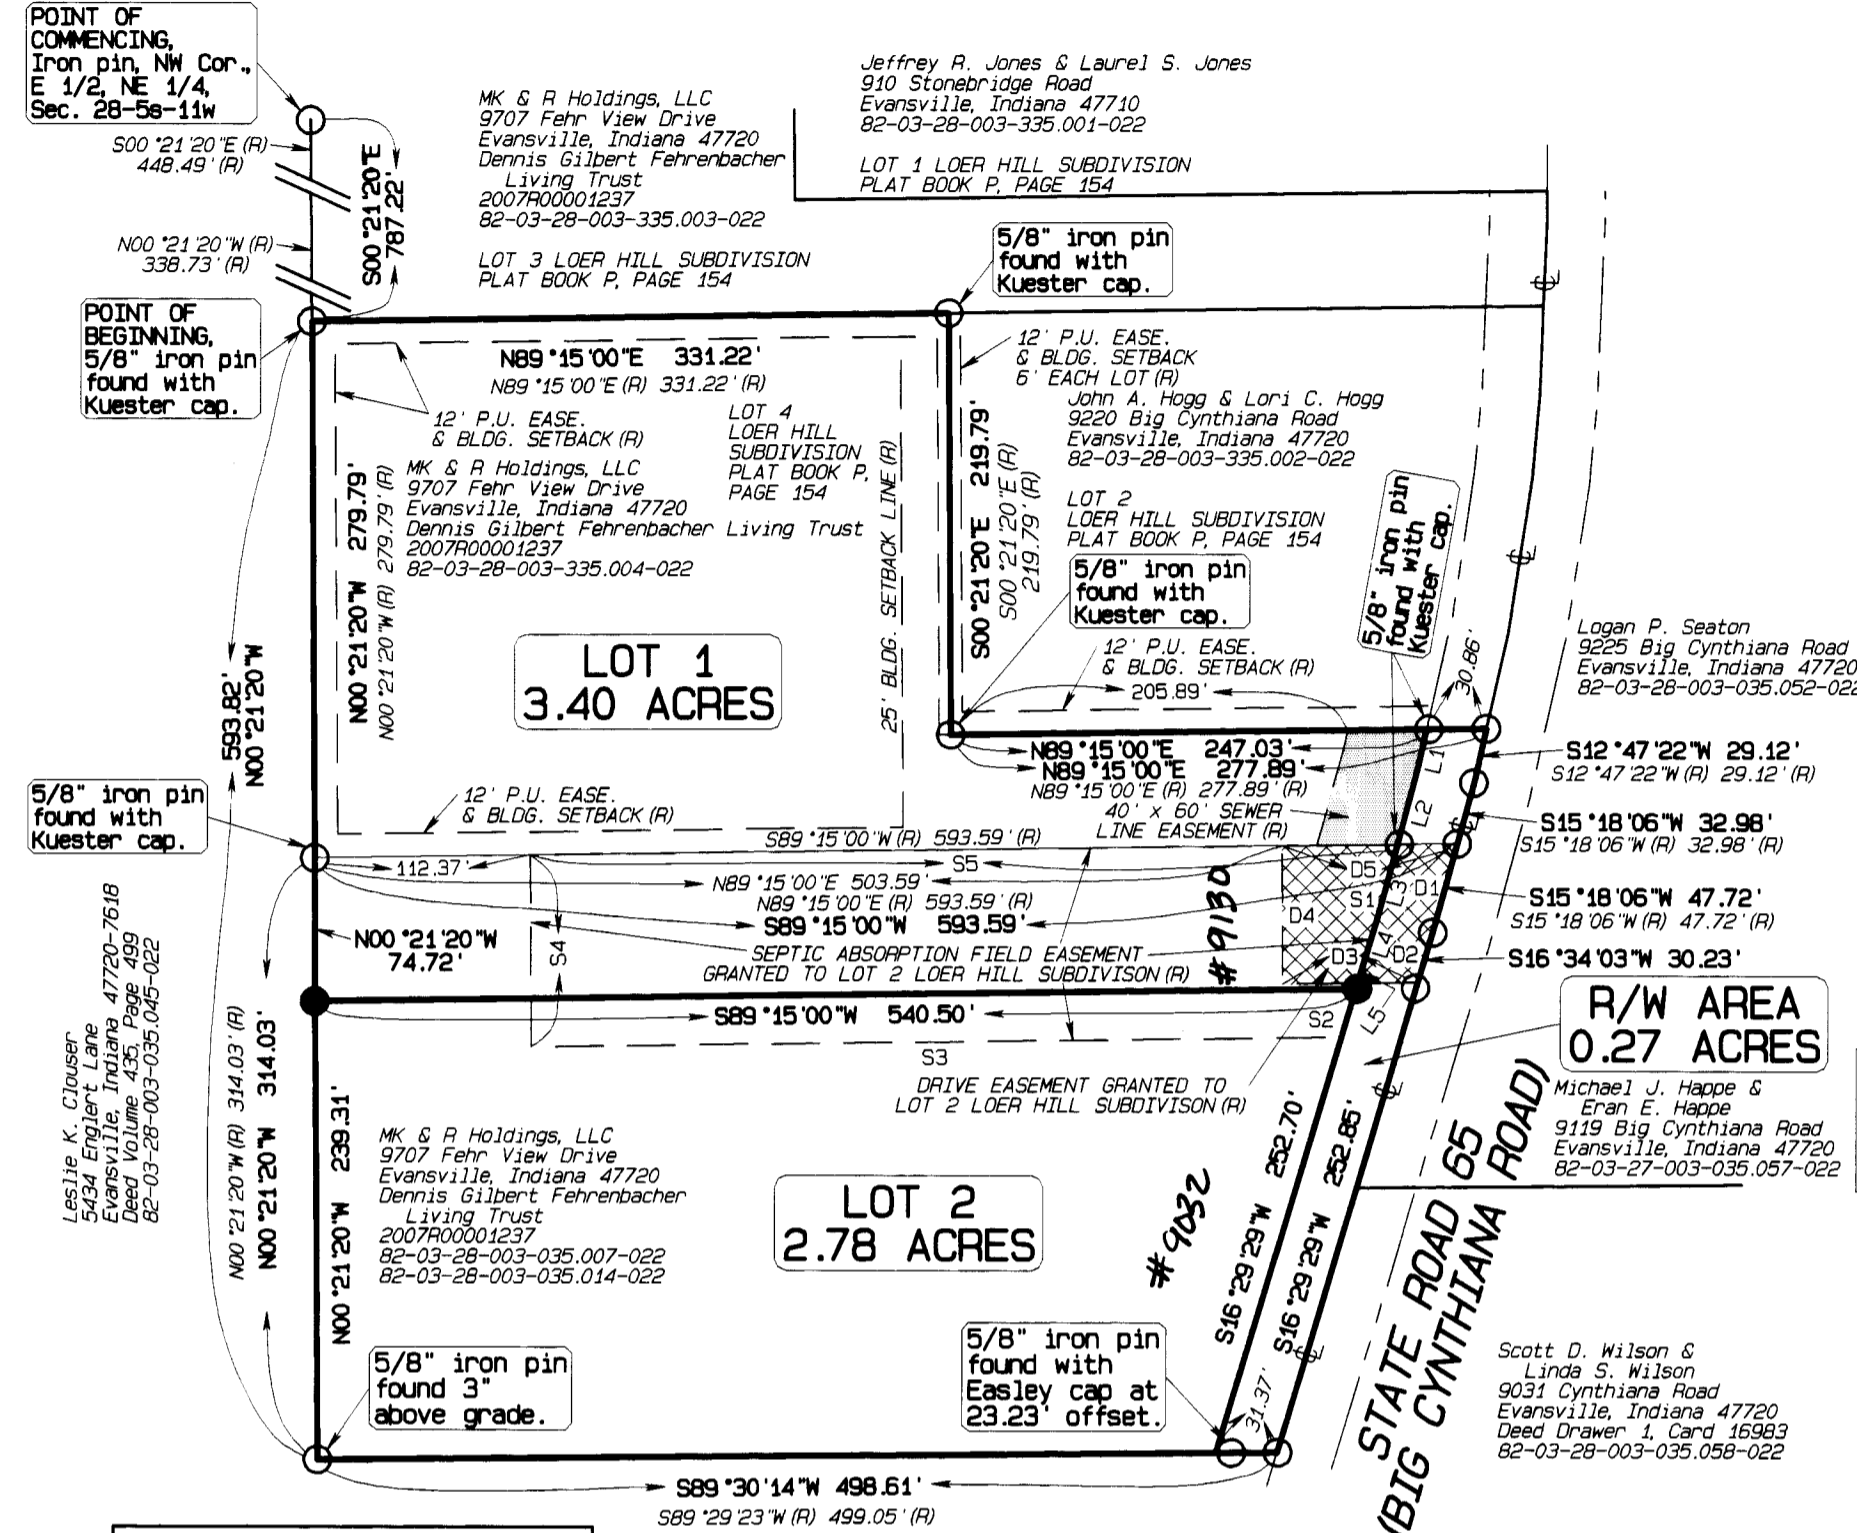 POINT OF
COMMENCING,
Iron pin, NW Cor.,
E 1/2, NE 1/4,
Sec. 28-5s-11w
S00°21'20"E (R)
448.49' (R)
N00°21'20"W (R)
338.73' (R)
S00°21'20"E
787.22'
MK & R Holdings, LLC
9707 Fehr View Drive
Evansville, Indiana 47720
Dennis Gilbert Fehrenbacher
Living Trust
2007R00001237
82-03-28-003-335.003-022
LOT 3 LOER HILL SUBDIVISION
PLAT BOOK P, PAGE 154
Jeffrey R. Jones & Laurel S. Jones
910 Stonebridge Road
Evansville, Indiana 47710
82-03-28-003-335.001-022
LOT 1 LOER HILL SUBDIVISION
PLAT BOOK P, PAGE 154
5/8" iron pin
found with
Kuester cap.
POINT OF
BEGINNING,
5/8" iron pin
found with
Kuester cap.
N89°15'00"E 331.22'
N89°15'00"E (R) 331.22' (R)
12' P.U. EASE.
& BLDG. SETBACK (R)
LOT 4
LOER HILL
SUBDIVISION
PLAT BOOK P,
PAGE 154
MK & R Holdings, LLC
9707 Fehr View Drive
Evansville, Indiana 47720
Dennis Gilbert Fehrenbacher Living Trust
2007R00001237
82-03-28-003-335.004-022
N00°21'20"W 279.79'
N00°21'20"W (R) 279.79' (R)
25' BLDG. SETBACK LINE (R)
S00°21'20"E 219.79'
S00°21'20"E (R)
219.79' (R)
12' P.U. EASE.
& BLDG. SETBACK
6' EACH LOT (R)
John A. Hogg & Lori C. Hogg
9220 Big Cynthia Road
Evansville, Indiana 47720
82-03-28-003-335.002-022
LOT 2
LOER HILL SUBDIVISION
PLAT BOOK P, PAGE 154
5/8" iron pin
found with
Kuester cap.
5/8" iron pin
found with
Kuester cap.
LOT 1
3.40 ACRES
12' P.U. EASE.
& BLDG. SETBACK (R)
205.89'
30.86'
Logan P. Seaton
9225 Big Cynthiana Road
Evansville, Indiana 47720
82-03-28-003-035.052-022
593.82'
N00°21'20"W
N89°15'00"E 247.03'
N89°15'00"E 277.89'
N89°15'00"E (R) 277.89' (R)
40' x 60' SEWER
LINE EASEMENT (R)
L1
L2
S12°47'22"W 29.12'
S12°47'22"W (R) 29.12' (R)
S15°18'06"W 32.98'
S15°18'06"W (R) 32.98' (R)
S15°18'06"W 47.72'
S15°18'06"W (R) 47.72' (R)
S16°34'03"W 30.23'
5/8" iron pin
found with
Kuester cap.
12' P.U. EASE.
& BLDG. SETBACK (R)
S89°15'00"W (R) 593.59' (R)
112.37'
S5
N89°15'00"E 503.59'
N89°15'00"E (R) 593.59' (R)
S89°15'00"W 593.59'
SEPTIC ABSORPTION FIELD EASEMENT
GRANTED TO LOT 2 LOER HILL SUBDIVISON (R)
N00°21'20"W
74.72'
S4
#9130
D5
S1
L3
D1
D4
D3
L4
D2
S89°15'00"W 540.50'
S2
L5
S3
DRIVE EASEMENT GRANTED TO
LOT 2 LOER HILL SUBDIVISON (R)
R/W AREA
0.27 ACRES
Michael J. Happe &
Eran E. Happe
9119 Big Cynthiana Road
Evansville, Indiana 47720
82-03-27-003-035.057-022
Leslie K. Clouser
5434 Englert Lane
Evansville, Indiana 47720-7618
Deed Volume 435, Page 499
82-03-28-003-035.045-022
N00°21'20"W (R) 314.03' (R)
N00°21'20"W 314.03'
N00°21'20"W 239.31'
MK & R Holdings, LLC
9707 Fehr View Drive
Evansville, Indiana 47720
Dennis Gilbert Fehrenbacher
Living Trust
2007R00001237
82-03-28-003-035.007-022
82-03-28-003-035.014-022
LOT 2
2.78 ACRES
#9032
S16°29'29"W 252.70'
S16°29'29"W 252.85'
STATE ROAD 65
(BIG CYNTHIANA ROAD)
5/8" iron pin
found 3"
above grade.
5/8" iron pin
found with
Easley cap at
23.23' offset.
31.37'
Scott D. Wilson &
Linda S. Wilson
9031 Cynthiana Road
Evansville, Indiana 47720
Deed Drawer 1, Card 16983
82-03-28-003-035.058-022
S89°30'14"W 498.61'
S89°29'23"W (R) 499.05' (R)